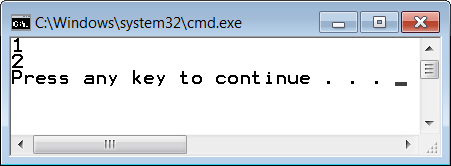 C:\Windows\system32\cmd.exe
1
2
Press any key to continue . . . _